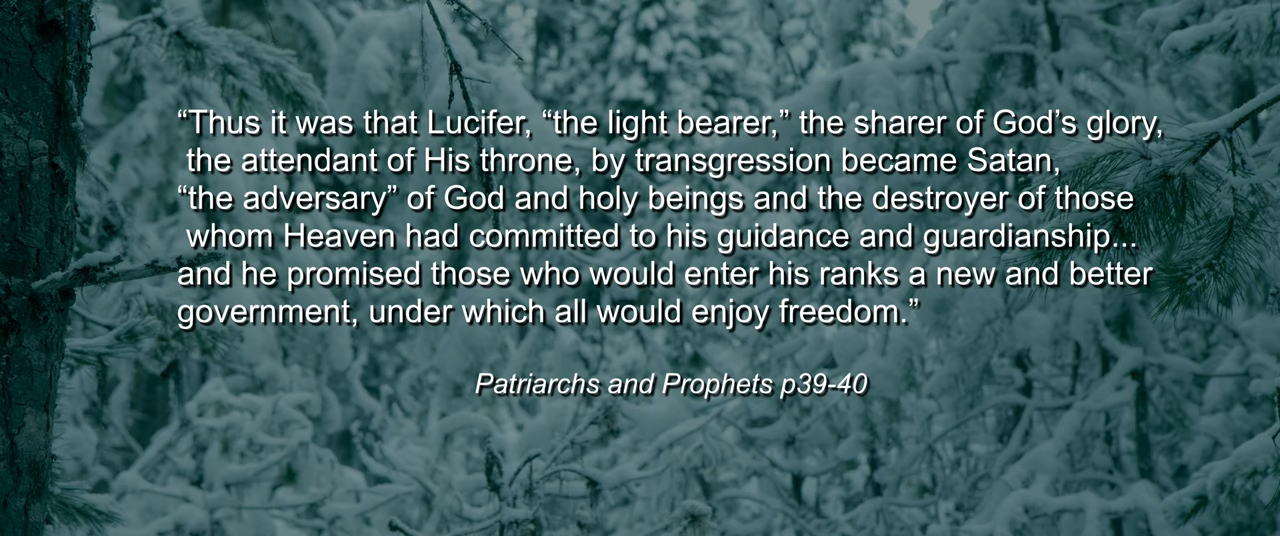 “Thus it was that Lucifer, “the light bearer,” the sharer of God’s glory,
the attendant of His throne, by transgression became Satan,
“the adversary” of God and holy beings and the destroyer of those
whom Heaven had committed to his guidance and guardianship...
and he promised those who would enter his ranks a new and better
government, under which all would enjoy freedom.”
Patriarchs and Prophets p39-40